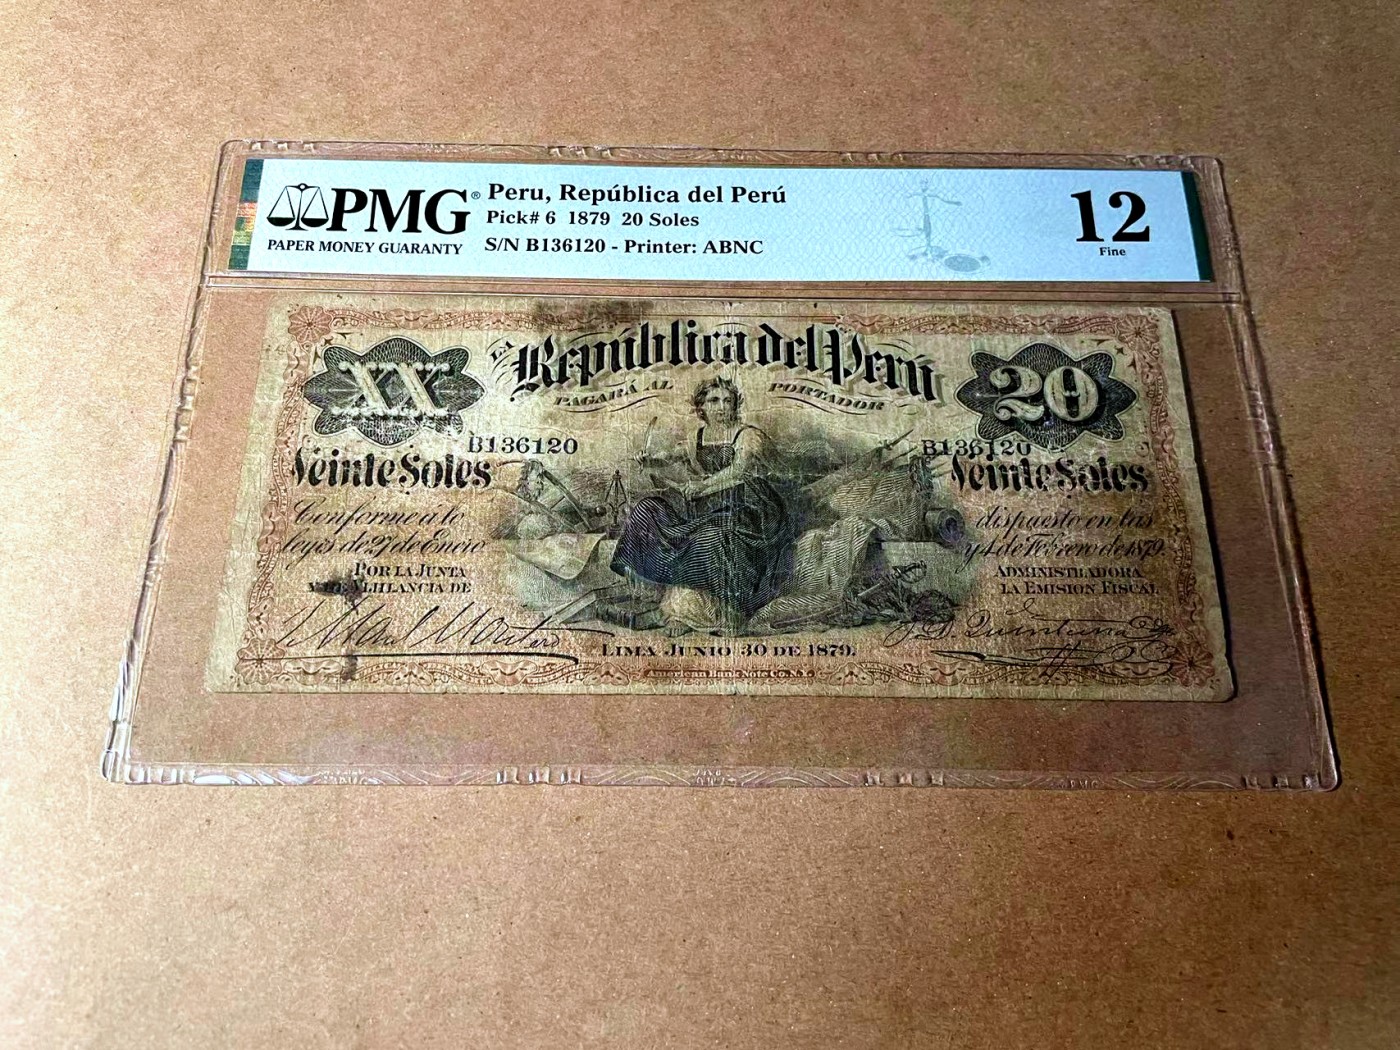 PMG® Peru, República del Perú
PAPER MONEY GUARANTY
Pick# 6 1879 20 Soles
S/N B136120 - Printer: ABNC
12
Fine
LA República del Perú
PAGARÁ AL PORTADOR
XX
20
B136120 B136120
Veinte Soles Veinte Soles
Conforme á lo dispuesto en las
leyes de 27 de Enero y 4 de Febrero de 1879
POR LA JUNTA ADMINISTRADORA
Y DE VIJILANCIA DE LA EMISION FISCAL
LIMA JUNIO 30 DE 1879.
American Bank Note Co. N.Y.